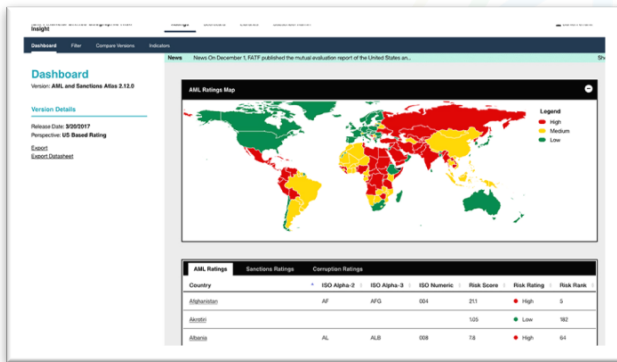 Insight
Dashboard Filter Compare Versions Indicators
News News On December 1, FATF published the mutual evaluation report of the United States an...
Dashboard
Version: AML and Sanctions Atlas 2.12.0
Version Details
Release Date: 3/20/2017
Perspective: US Based Rating
Export
Export Datasheet
AML Ratings Map
Legend
High
Medium
Low
AML Ratings Sanctions Ratings Corruption Ratings
Country ISO Alpha-2 ISO Alpha-3 ISO Numeric Risk Score Risk Rating Risk Rank
Afghanistan AF AFG 004 High 5
Akrotiri Low 182
Albania AL ALB 008 7.8 High 64